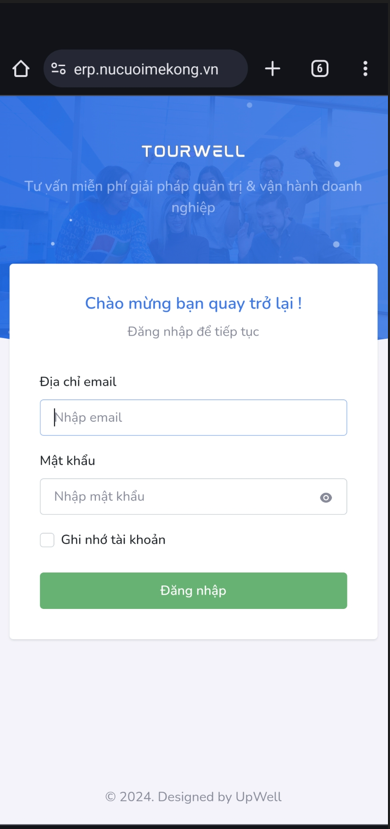 erp.nucuoimekong.vn
6
TOURWELL
Tư vấn miễn phí giải pháp quản trị & vận hành doanh
nghiệp
Chào mừng bạn quay trở lại !
Đăng nhập để tiếp tục
Địa chỉ email
Nhập email
Mật khẩu
Nhập mật khẩu
Ghi nhớ tài khoản
Đăng nhập
© 2024. Designed by UpWell